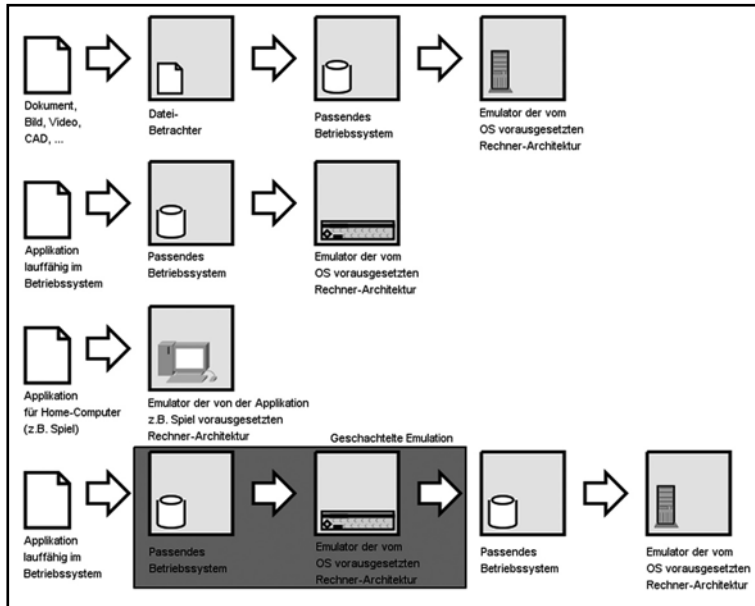 Dokument,
Bild, Video,
CAD, ...
Datei-
Betrachter
Passendes
Betriebssystem
Emulator der vom
OS vorausgesetzten
Rechner-Architektur
Applikation
lauffähig im
Betriebssystem
Passendes
Betriebssystem
Emulator der vom
OS vorausgesetzten
Rechner-Architektur
Applikation
für Home-Computer
(z.B. Spiel)
Emulator der von der Applikation
z.B. Spiel vorausgesetzten
Rechner-Architektur
Geschachtelte Emulation
Applikation
lauffähig im
Betriebssystem
Passendes
Betriebssystem
Emulator der vom
OS vorausgesetzten
Rechner-Architektur
Passendes
Betriebssystem
Emulator der vom
OS vorausgesetzten
Rechner-Architektur